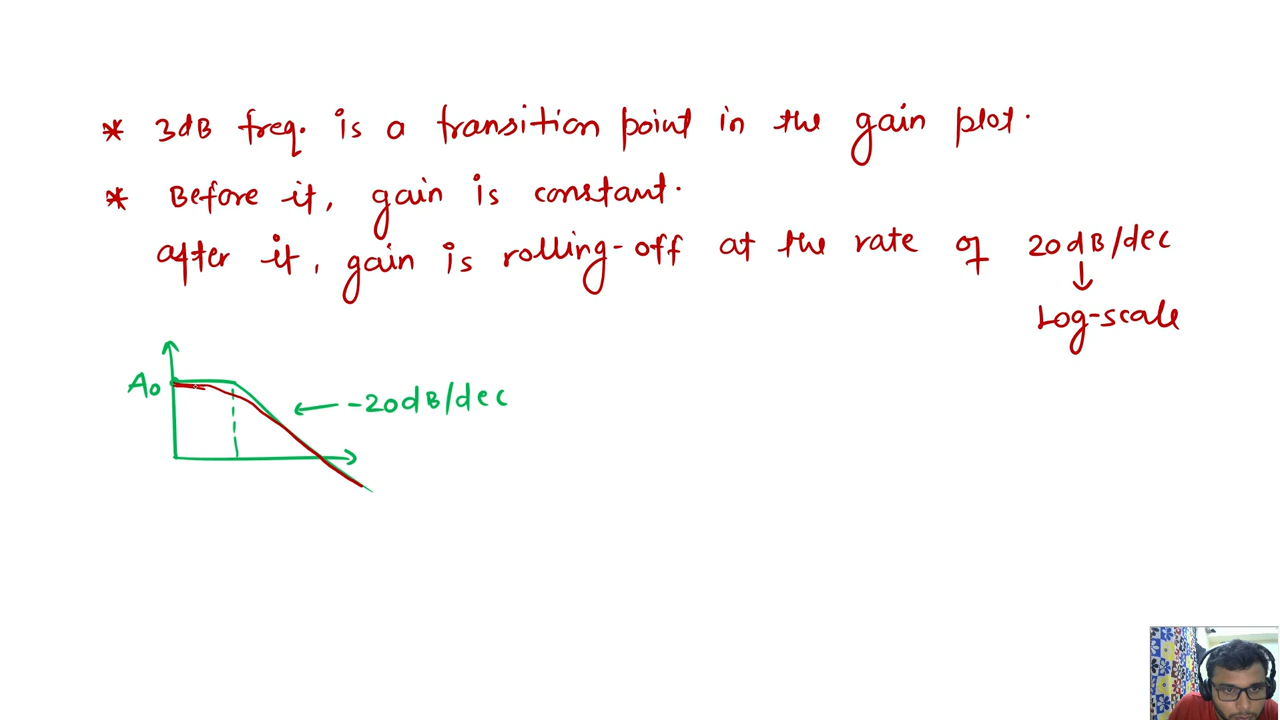 * 3dB freq. is a transition point in the gain plot.
* Before it, gain is constant.
after it, gain is rolling-off at the rate of 20dB/dec
↓
Log-scale
A0
← -20dB/dec